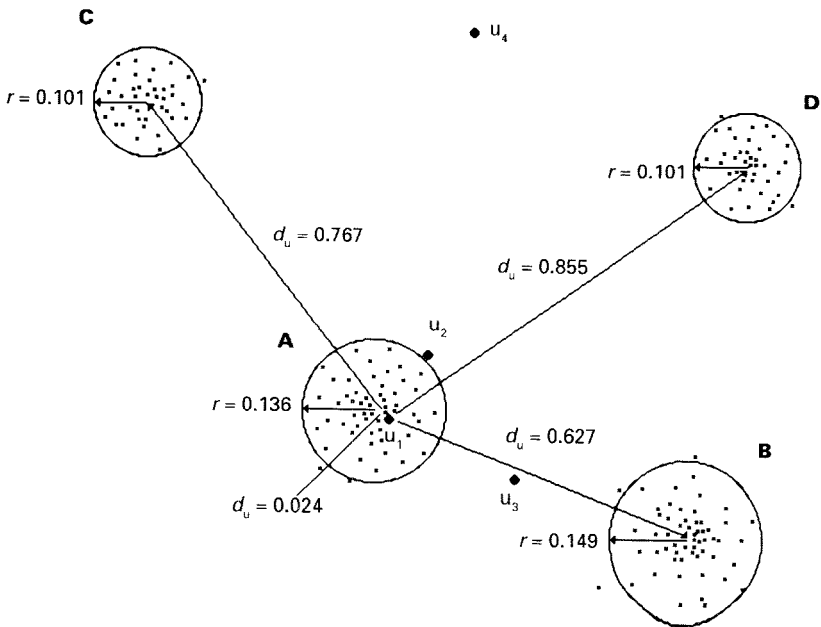 C
u₄
r = 0.101
D
r = 0.101
dᵤ = 0.767
dᵤ = 0.855
u₂
A
r = 0.136
u₁
dᵤ = 0.627
B
dᵤ = 0.024
u₃
r = 0.149